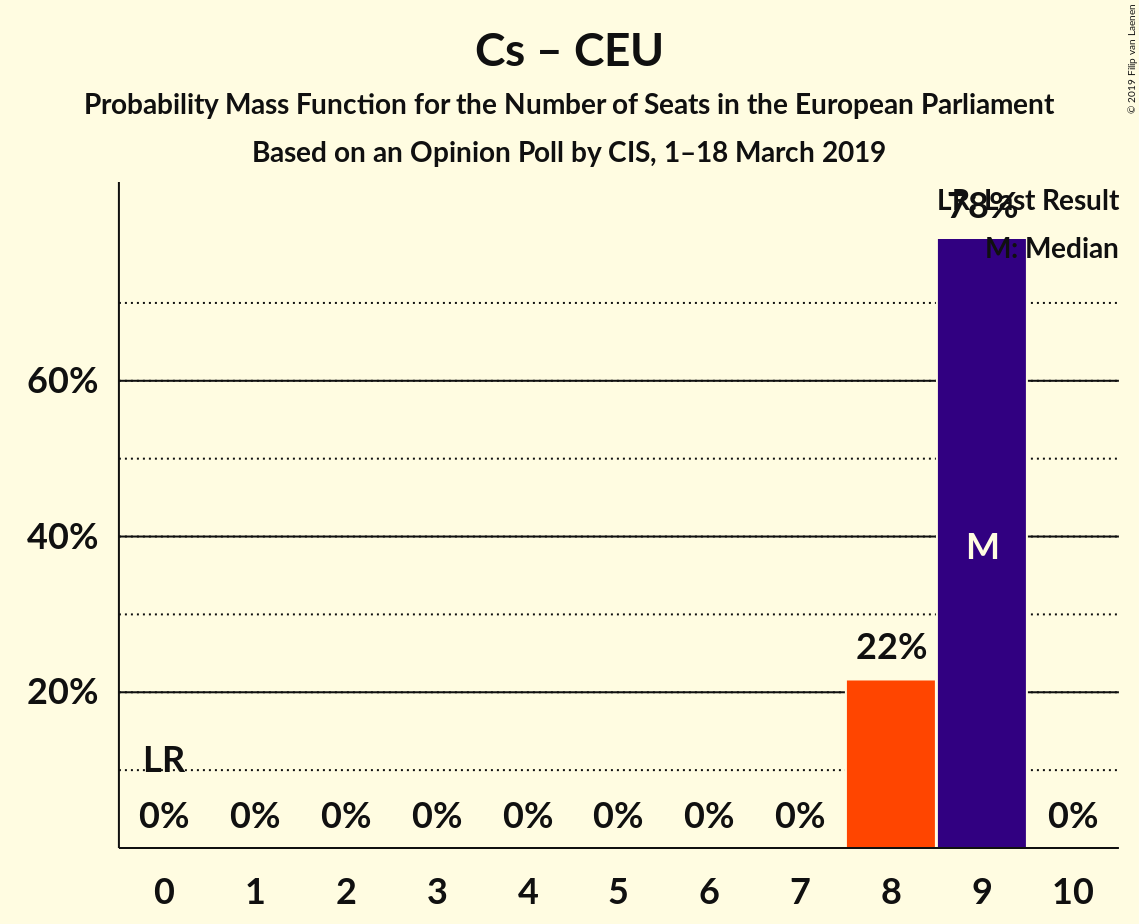 Cs – CEU
Probability Mass Function for the Number of Seats in the European Parliament
Based on an Opinion Poll by CIS, 1–18 March 2019
© 2019 Filip van Laenen
LR: Last Result
78%
M: Median
60%
40%
M
22%
20%
LR
0% 0% 0% 0% 0% 0% 0% 0% 0%
0 1 2 3 4 5 6 7 8 9 10